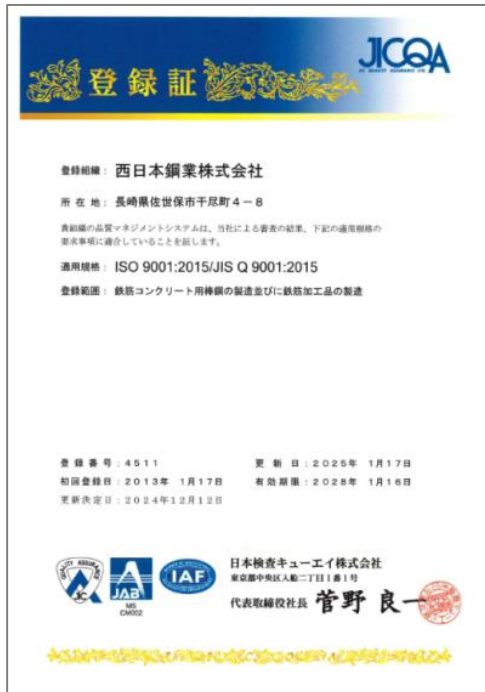 JICQA
JIC QUALITY ASSURANCE LTD.
登録証
登録組織： 西日本鋼業株式会社
所在地： 長崎県佐世保市干尽町４－８
貴組織の品質マネジメントシステムは、当社による審査の結果、下記の適用規格の
要求事項に適合していることを証します。
適用規格： ISO 9001:2015/JIS Q 9001:2015
登録範囲： 鉄筋コンクリート用棒鋼の製造並びに鉄筋加工品の製造
登録番号：4511
更新日：2025年 1月17日
初回登録日：2013年 1月17日
有効期限：2028年 1月16日
更新決定日：2024年12月12日
QUALITY ASSURANCE
JIC
JAB
MS
CM002
IAF
日本検査キューエイ株式会社
東京都中央区入船二丁目1番1号
代表取締役社長 菅野 良一